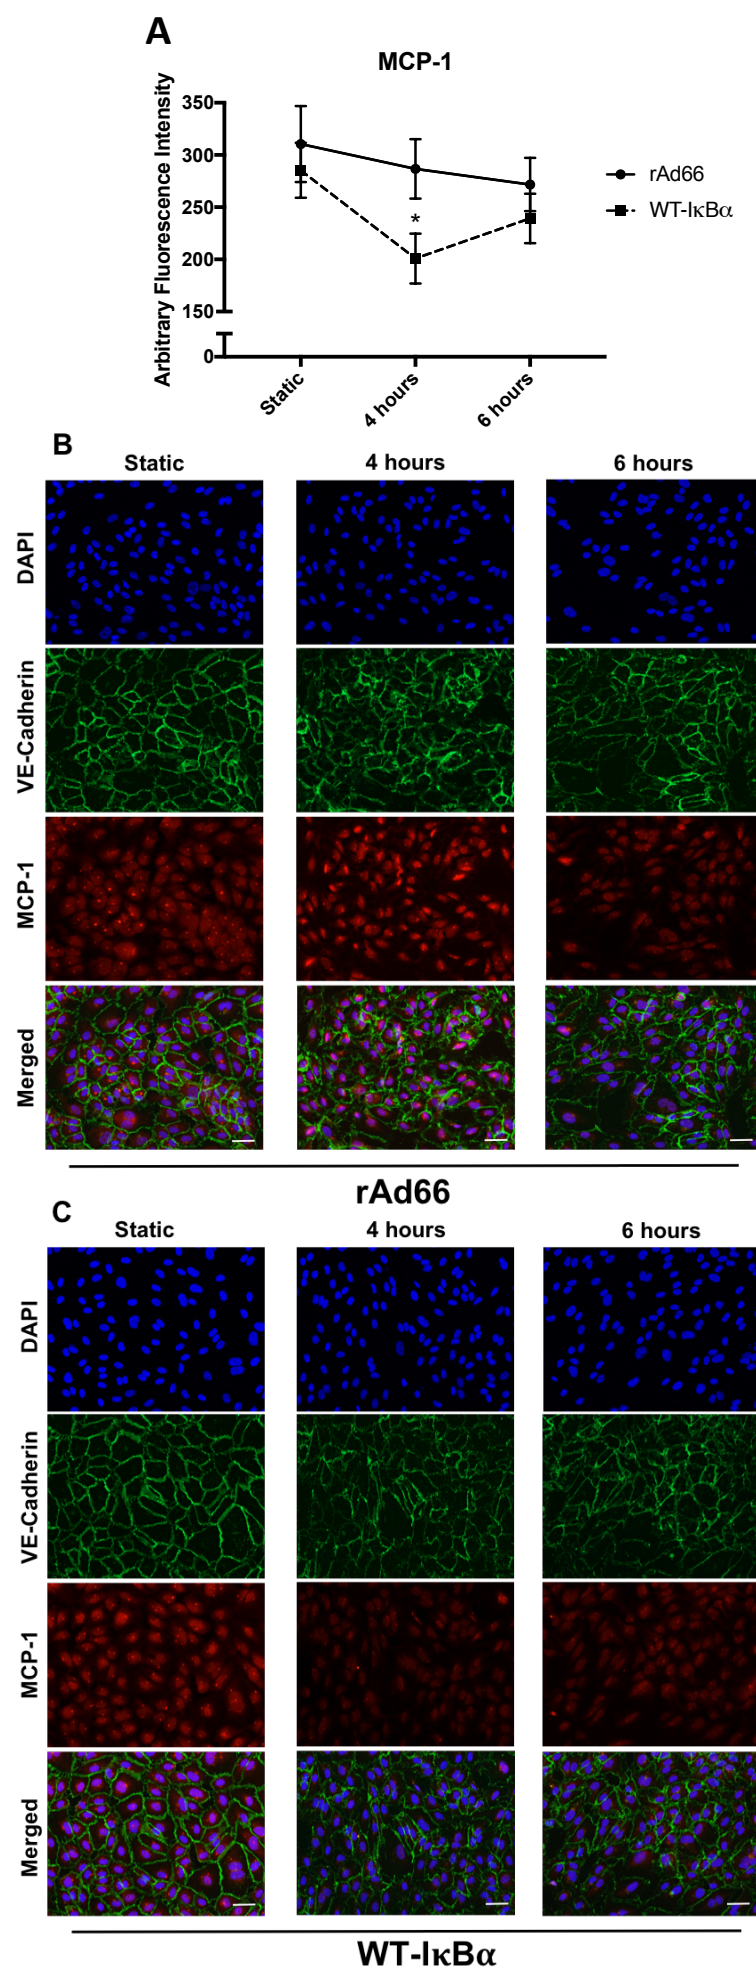 A
MCP-1
Arbitrary Fluorescence Intensity
350
300
250
200
150
0
*
rAd66
WT-IκBα
Static
4 hours
6 hours
B
Static 4 hours 6 hours
DAPI
VE-Cadherin
MCP-1
Merged
rAd66
C
Static 4 hours 6 hours
DAPI
VE-Cadherin
MCP-1
Merged
WT-IκBα